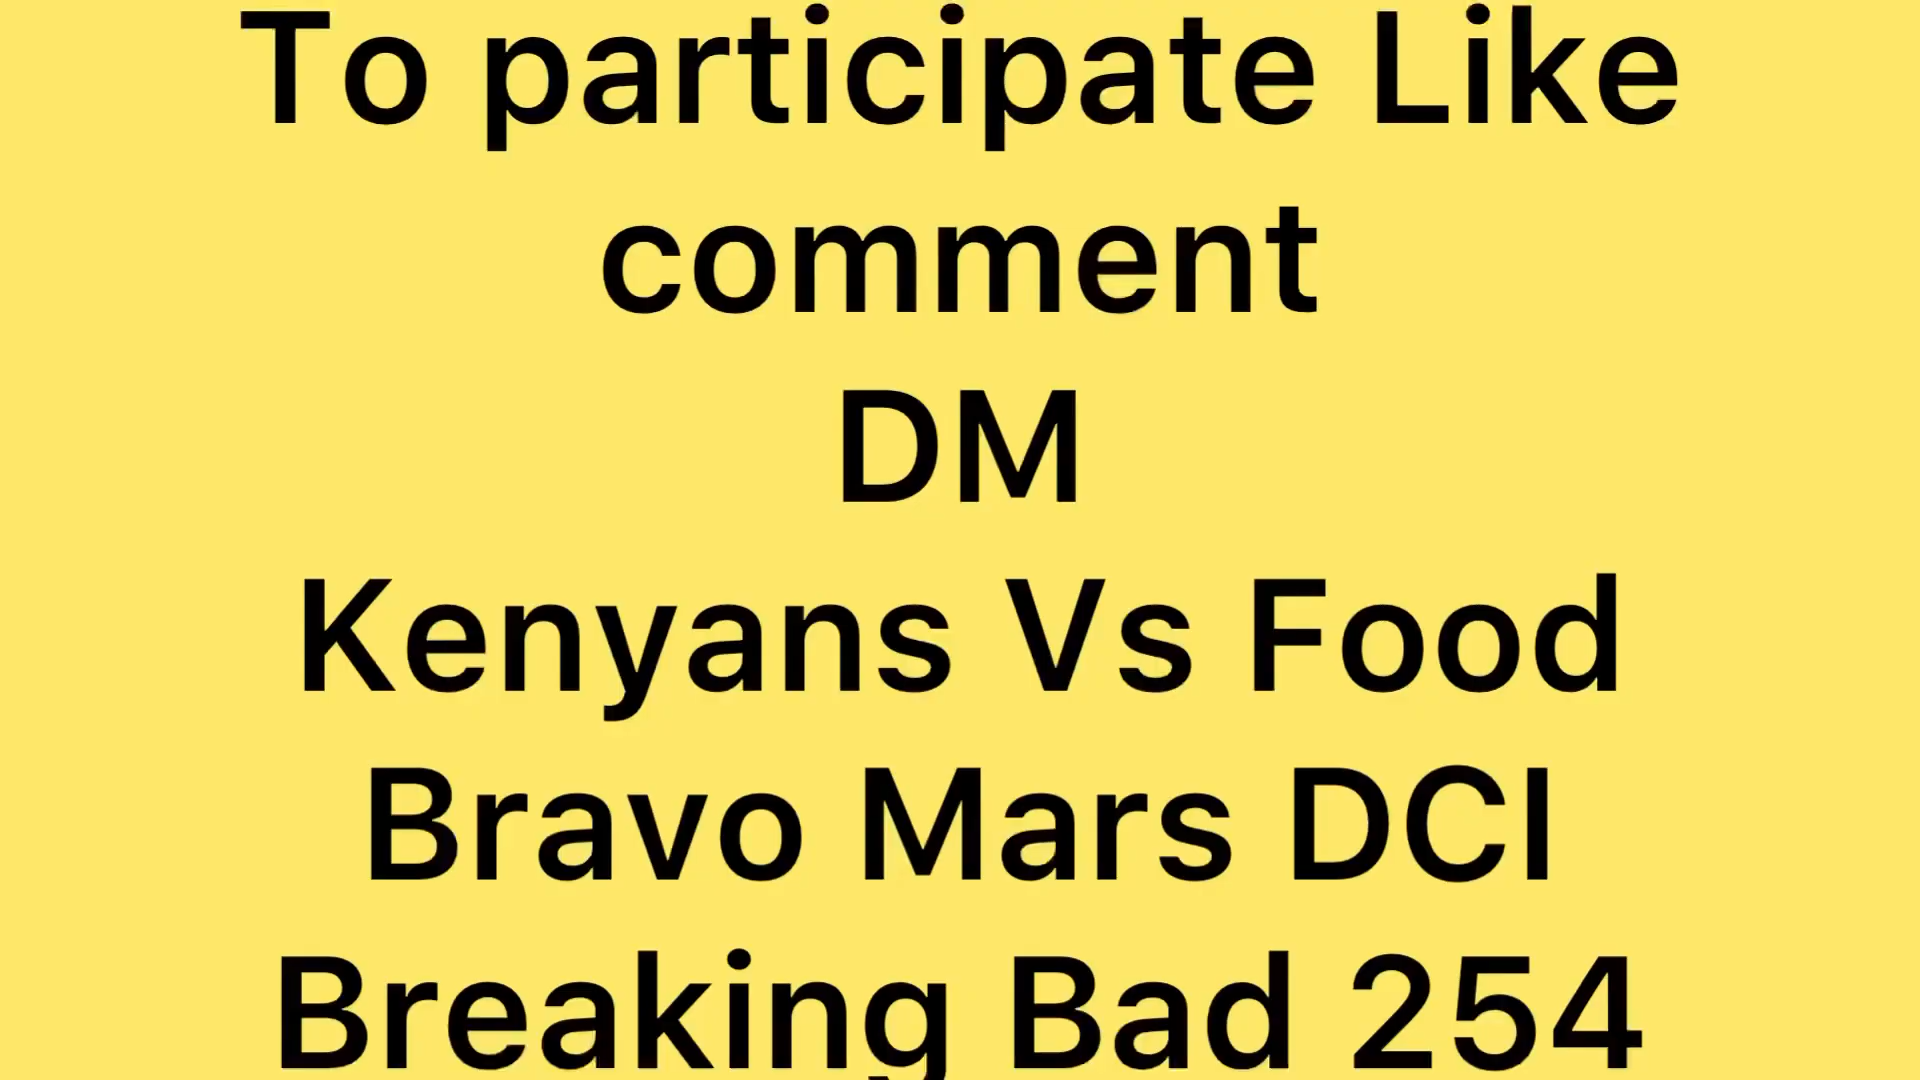 To participate Like
comment
DM
Kenyans Vs Food
Bravo Mars DCI
Breaking Bad 254